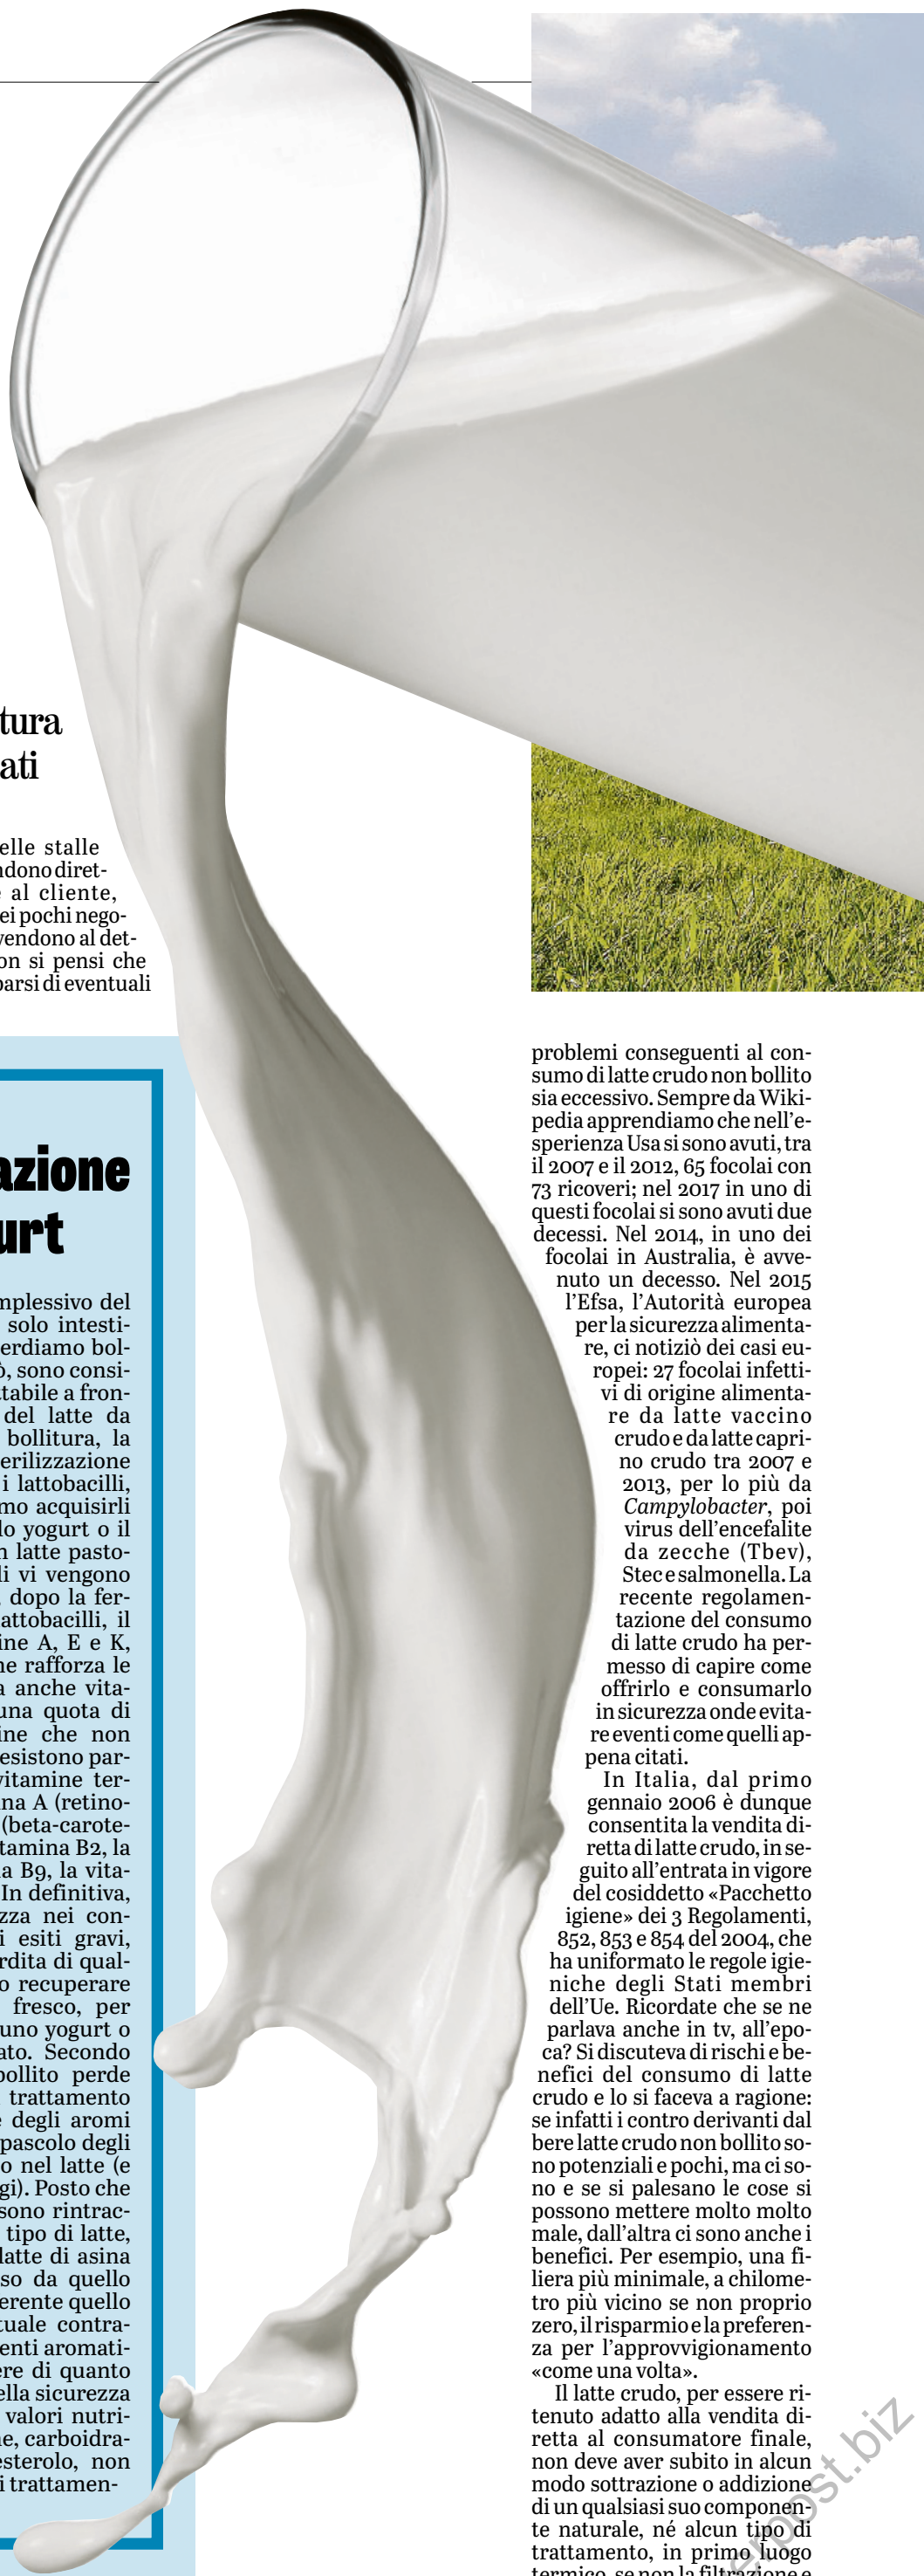 tura
ati
elle stalle
ndono diret-
e al cliente,
ei pochi nego-
vendono al det-
on si pensi che
parsi di eventuali
azione
urt
mplessivo del
solo intesti-
erdiamo bol-
ò, sono consi-
ttabile a fron-
del latte da
bollitura, la
erilizzazione
i lattobacilli,
mo acquisirli
lo yogurt o il
n latte pasto-
li vi vengono
dopo la fer-
attobacilli, il
ine A, E e K,
he rafforza le
a anche vita-
una quota di
ine che non
esistono par-
vitamine ter-
na A (retino-
(beta-carote-
tamina B2, la
a B9, la vita-
In definitiva,
zza nei con-
i esiti gravi,
rdita di qual-
o recuperare
fresco, per
uno yogurt o
ato. Secondo
bollito perde
trattamento
e degli aromi
pascolo degli
o nel latte (e
gi). Posto che
sono rintrac-
tipo di latte,
latte di asina
so da quello
erente quello
tuale contra-
enti aromati-
ere di quanto
ella sicurezza
valori nutri-
ne, carboidra-
esterolo, non
i trattamen-
problemi conseguenti al con-
sumo di latte crudo non bollito
sia eccessivo. Sempre da Wiki-
pedia apprendiamo che nell'e-
sperienza Usa si sono avuti, tra
il 2007 e il 2012, 65 focolai con
73 ricoveri; nel 2017 in uno di
questi focolai si sono avuti due
decessi. Nel 2014, in uno dei
focolai in Australia, è avve-
nuto un decesso. Nel 2015
l'Efsa, l'Autorità europea
per la sicurezza alimenta-
re, ci notiziò dei casi eu-
ropei: 27 focolai infetti-
vi di origine alimenta-
re da latte vaccino
crudo e da latte capri-
no crudo tra 2007 e
2013, per lo più da
Campylobacter, poi
virus dell'encefalite
da zecche (Tbev),
Stec e salmonella. La
recente regolamen-
tazione del consumo
di latte crudo ha per-
messo di capire come
offrirlo e consumarlo
in sicurezza onde evita-
re eventi come quelli ap-
pena citati.
In Italia, dal primo
gennaio 2006 è dunque
consentita la vendita di-
retta di latte crudo, in se-
guito all'entrata in vigore
del cosiddetto «Pacchetto
igiene» dei 3 Regolamenti,
852, 853 e 854 del 2004, che
ha uniformato le regole igie-
niche degli Stati membri
dell'Ue. Ricordate che se ne
parlava anche in tv, all'epo-
ca? Si discuteva di rischi e be-
nefici del consumo di latte
crudo e lo si faceva a ragione:
se infatti i contro derivanti dal
bere latte crudo non bollito so-
no potenziali e pochi, ma ci so-
no e se si palesano le cose si
possono mettere molto molto
male, dall'altra ci sono anche i
benefici. Per esempio, una fi-
liera più minimale, a chilome-
tro più vicino se non proprio
zero, il risparmio e la preferen-
za per l'approvvigionamento
«come una volta».
Il latte crudo, per essere ri-
tenuto adatto alla vendita di-
retta al consumatore finale,
non deve aver subito in alcun
modo sottrazione o addizione
di un qualsiasi suo componen-
te naturale, né alcun tipo di
trattamento, in primo luogo
termico, se non la filtrazione e
erpost.biz